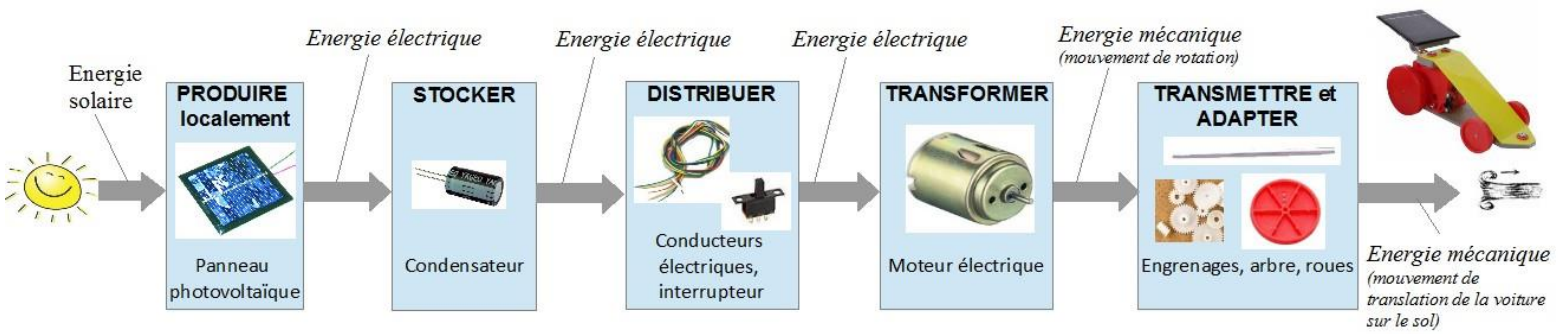 Energie
solaire
PRODUIRE
localement
Panneau
photovoltaïque
Energie électrique
STOCKER
Condensateur
Energie électrique
DISTRIBUER
Conducteurs
électriques,
interrupteur
Energie électrique
TRANSFORMER
Moteur électrique
Energie mécanique
(mouvement de rotation)
TRANSMETTRE et
ADAPTER
Engrenages, arbre, roues
Energie mécanique
(mouvement de
translation de la voiture
sur le sol)